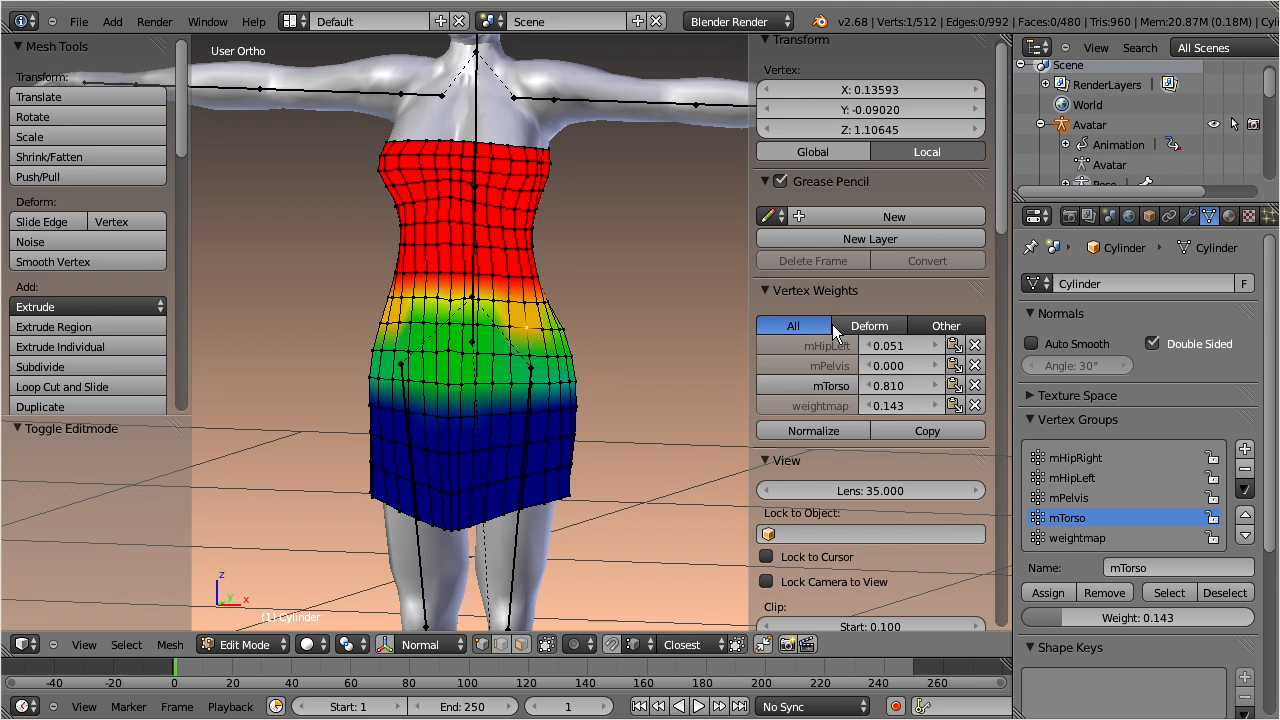 File Add Render Window Help Default Scene Blender Render v2.68 | Verts:1/512 | Edges:0/992 | Faces:0/480 | Tris:960 | Mem:20.87M (0.18M) |
Mesh Tools
Transform:
Translate
Rotate
Scale
Shrink/Fatten
Push/Pull
Deform:
Slide Edge Vertex
Noise
Smooth Vertex
Add:
Extrude
Extrude Region
Extrude Individual
Subdivide
Loop Cut and Slide
Duplicate
Toggle Editmode
User Ortho
z
y
x
(1) Cylinder
Transform
Vertex:
X: 0.13593
Y: -0.09020
Z: 1.10645
Global Local
Grease Pencil
New
New Layer
Delete Frame Convert
Vertex Weights
All Deform Other
mHipLeft 0.051
mPelvis 0.000
mTorso 0.810
weightmap 0.143
Normalize Copy
View
Lens: 35.000
Lock to Object:
Lock to Cursor
Lock Camera to View
Clip:
Start: 0.100
View Search All Scenes
Scene
RenderLayers
World
Avatar
Animation
Avatar
Pose
Cylinder Cylinder
Cylinder F
Normals
Auto Smooth Double Sided
Angle: 30°
Texture Space
Vertex Groups
mHipRight
mHipLeft
mPelvis
mTorso
weightmap
Name: mTorso
Assign Remove Select Deselect
Weight: 0.143
Shape Keys
View Select Mesh Edit Mode Normal Closest
-40 -20 0 20 40 60 80 100 120 140 160 180 200 220 240 260
View Marker Frame Playback Start: 1 End: 250 1 No Sync